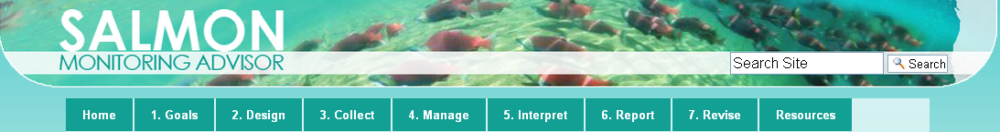 SALMON
MONITORING ADVISOR
Search Site Search
Home 1. Goals 2. Design 3. Collect 4. Manage 5. Interpret 6. Report 7. Revise Resources